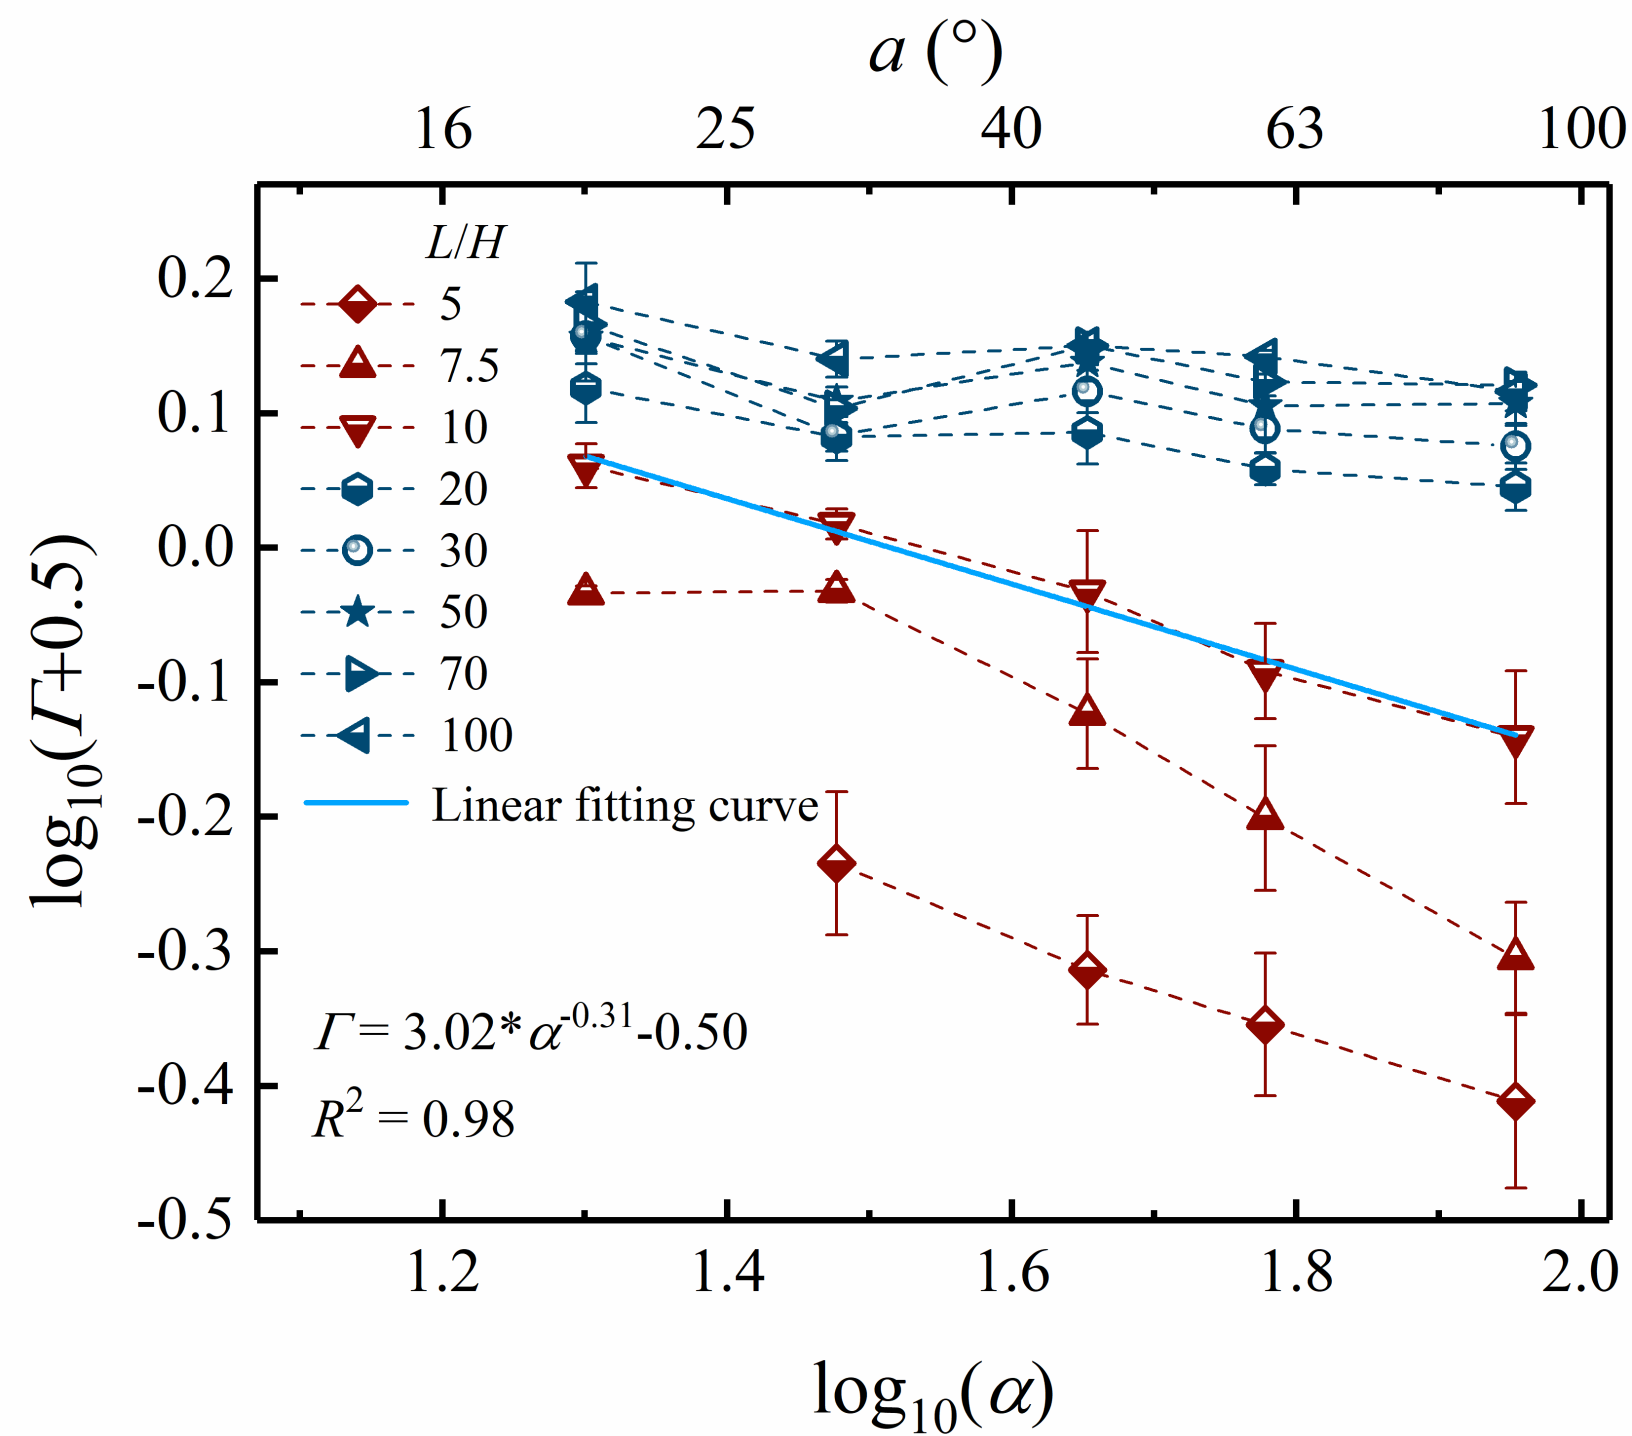 a (°)
16 25 40 63 100
L/H
5
7.5
10
20
30
50
70
100
Linear fitting curve
Γ = 3.02*α^-0.31-0.50
R² = 0.98
0.2
0.1
0.0
-0.1
-0.2
-0.3
-0.4
-0.5
log₁₀(Γ+0.5)
1.2 1.4 1.6 1.8 2.0
log₁₀(α)